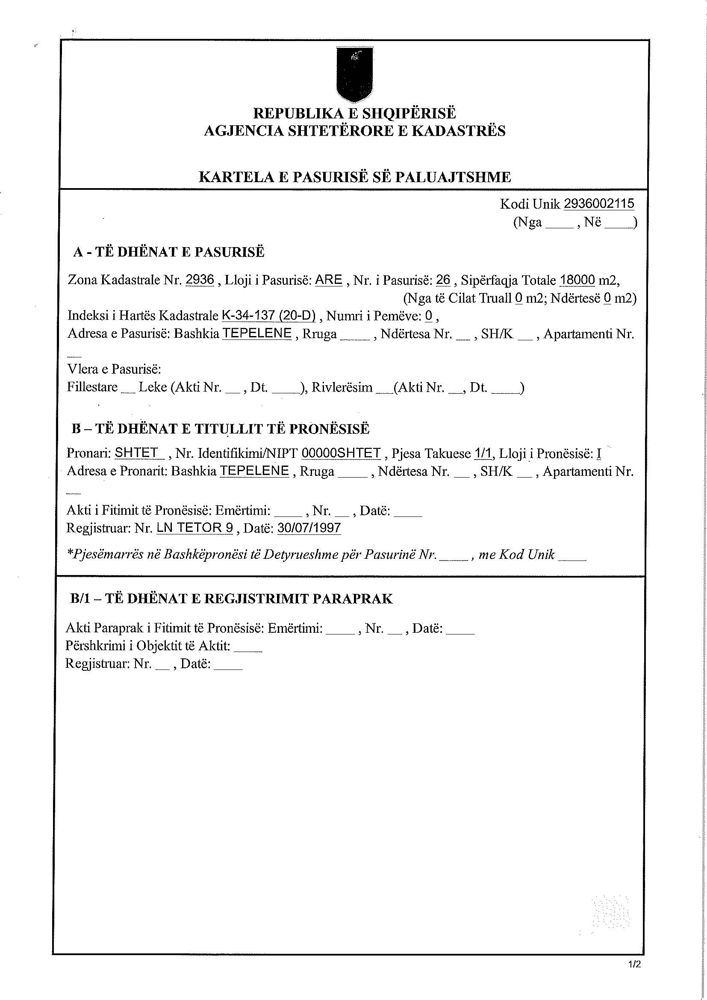 REPUBLIKA E SHQIPËRISË
AGJENCIA SHTETËRORE E KADASTRËS
KARTELA E PASURISË SË PALUAJTSHME
Kodi Unik 2936002115
(Nga ____ , Në ____)
A - TË DHËNAT E PASURISË
Zona Kadastrale Nr. 2936 , Lloji i Pasurisë: ARE , Nr. i Pasurisë: 26 , Sipërfaqja Totale 18000 m2,
(Nga të Cilat Truall 0 m2; Ndërtesë 0 m2)
Indeksi i Hartës Kadastrale K-34-137 (20-D) , Numri i Pemëve: 0 ,
Adresa e Pasurisë: Bashkia TEPELENE , Rruga ____ , Ndërtesa Nr. __ , SH/K __ , Apartamenti Nr.
__
Vlera e Pasurisë:
Fillestare __ Leke (Akti Nr. __ , Dt. ____), Rivlerësim __(Akti Nr. __, Dt. ____)
B – TË DHËNAT E TITULLIT TË PRONËSISË
Pronari: SHTET , Nr. Identifikimi/NIPT 00000SHTET , Pjesa Takuese 1/1, Lloji i Pronësisë: I
Adresa e Pronarit: Bashkia TEPELENE , Rruga ____ , Ndërtesa Nr. __ , SH/K __ , Apartamenti Nr.
__
Akti i Fitimit të Pronësisë: Emërtimi: ____ , Nr. __ , Datë: ____
Regjistruar: Nr. LN TETOR 9 , Datë: 30/07/1997
*Pjesëmarrës në Bashkëpronësi të Detyrueshme për Pasurinë Nr. ____ , me Kod Unik ____
B/1 – TË DHËNAT E REGJISTRIMIT PARAPRAK
Akti Paraprak i Fitimit të Pronësisë: Emërtimi: ____ , Nr. __ , Datë: ____
Përshkrimi i Objektit të Aktit: ____
Regjistruar: Nr. __ , Datë: ____
1/2